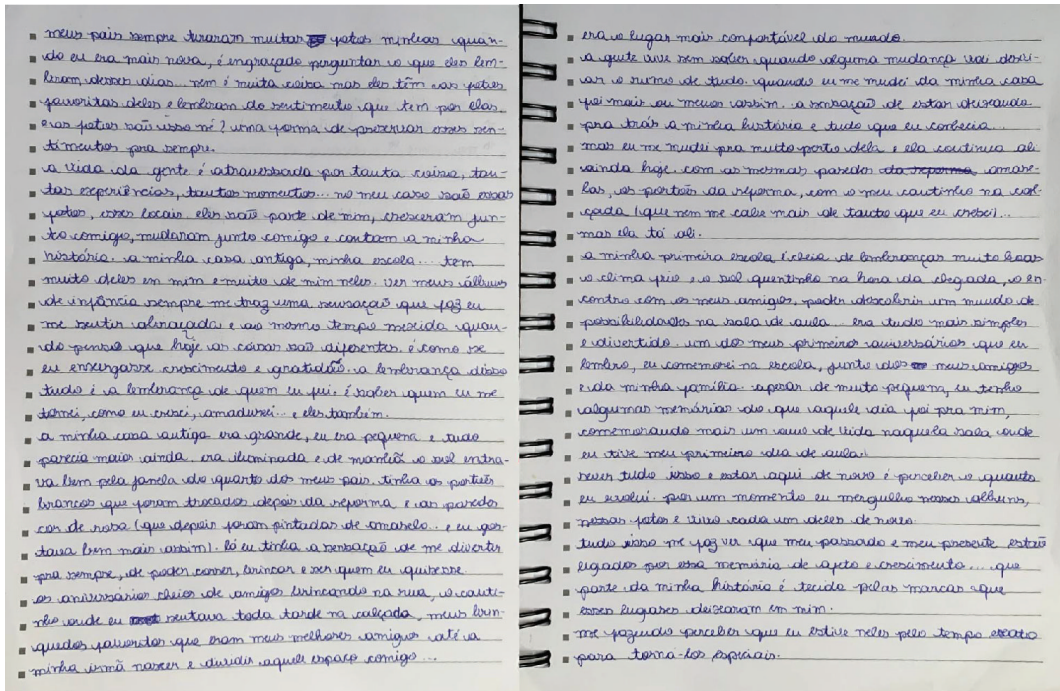 meus pais sempre tiraram muitas fotos minhas quan-
do eu era mais nova, é engraçado perguntar o que eles lem-
bram desses dias... nem é muita coisa mas eles têm as fotos
favoritas deles e lembram do sentimento que tem por elas.
e as fotos são isso né? uma forma de preservar esses sen-
timentos pra sempre.
a vida da gente é atravessada por tanta coisa, tan-
tas experiências, tantos momentos... no meu caso são essas
fotos, esses locais. eles são parte de mim, cresceram jun-
to comigo, mudaram junto comigo e contam a minha
história. a minha casa antiga, minha escola... tem
muito deles em mim e muito de mim neles. ver meus álbuns
de infância sempre me traz uma sensação que faz eu
me sentir abraçada e ao mesmo tempo mexida quan-
do penso que hoje as coisas são diferentes. é como se
eu enxergasse crescimento e gratidão. a lembrança disso
tudo é a lembrança de quem eu fui. é saber quem eu me
tornei, como eu cresci, amadureci... e eles também.
a minha casa antiga era grande, eu era pequena e tudo
parecia maior ainda. era iluminada e de manhã o sol entra-
va bem pela janela do quarto dos meus pais. tinha os portões
brancos que foram trocados depois da reforma, e as paredes
cor de rosa (que depois foram pintadas de amarelo... e eu gos-
tava bem mais assim). lá eu tinha a sensação de me divertir
pra sempre, de poder correr, brincar e ser quem eu quisesse.
os aniversários cheios de amigos brincando na rua, o canti-
nho onde eu sentava toda tarde na calçada, meus brin-
quedos favoritos que eram meus melhores amigos até a
minha irmã nascer e dividir aquele espaço comigo...
era o lugar mais confortável do mundo.
a gente vive sem saber quando alguma mudança vai desvi-
ar o rumo de tudo. quando eu me mudei da minha casa
foi mais ou menos assim. a sensação de estar deixando
pra trás a minha história e tudo que eu conhecia...
mas eu me mudei pra muito perto dela e ela continua ali
ainda hoje. com as mesmas paredes da reforma, amare-
las, os portões da reforma, com o meu cantinho na cal-
çada (que nem me cabe mais de tanto que eu cresci)...
mas ela tá ali.
a minha primeira escola é cheia de lembranças muito boas
o clima frio e o sol quentinho na hora da chegada, o en-
contro com os meus amigos, poder descobrir um mundo de
possibilidades na sala de aula... era tudo mais simples
e divertido. um dos meus primeiros aniversários que eu
lembro, eu comemorei na escola, junto dos meus amigos
e da minha família. apesar de muito pequena, eu tenho
algumas memórias do que aquele dia foi pra mim,
comemorando mais um ano de vida naquela sala onde
eu tive meu primeiro dia de aula.
rever tudo isso e estar aqui de novo é perceber o quanto
eu evoluí. por um momento eu mergulho nesses álbuns,
nessas fotos e vivo cada um deles de novo.
tudo isso me faz ver que meu passado e meu presente estão
ligados por essa memória de afeto e crescimento... que
parte da minha história é tecida pelas marcas que
esses lugares deixaram em mim.
me fazendo perceber que eu estive neles pelo tempo exato
para torna-los especiais.